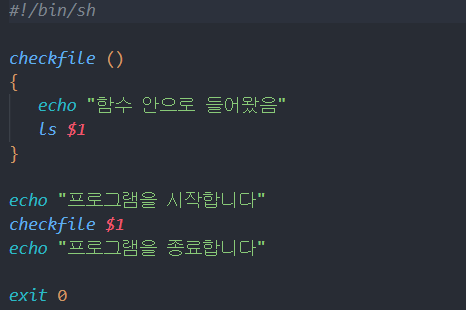 #!/bin/sh
checkfile ()
{
echo "함수 안으로 들어왔음"
ls $1
}
echo "프로그램을 시작합니다"
checkfile $1
echo "프로그램을 종료합니다"
exit 0